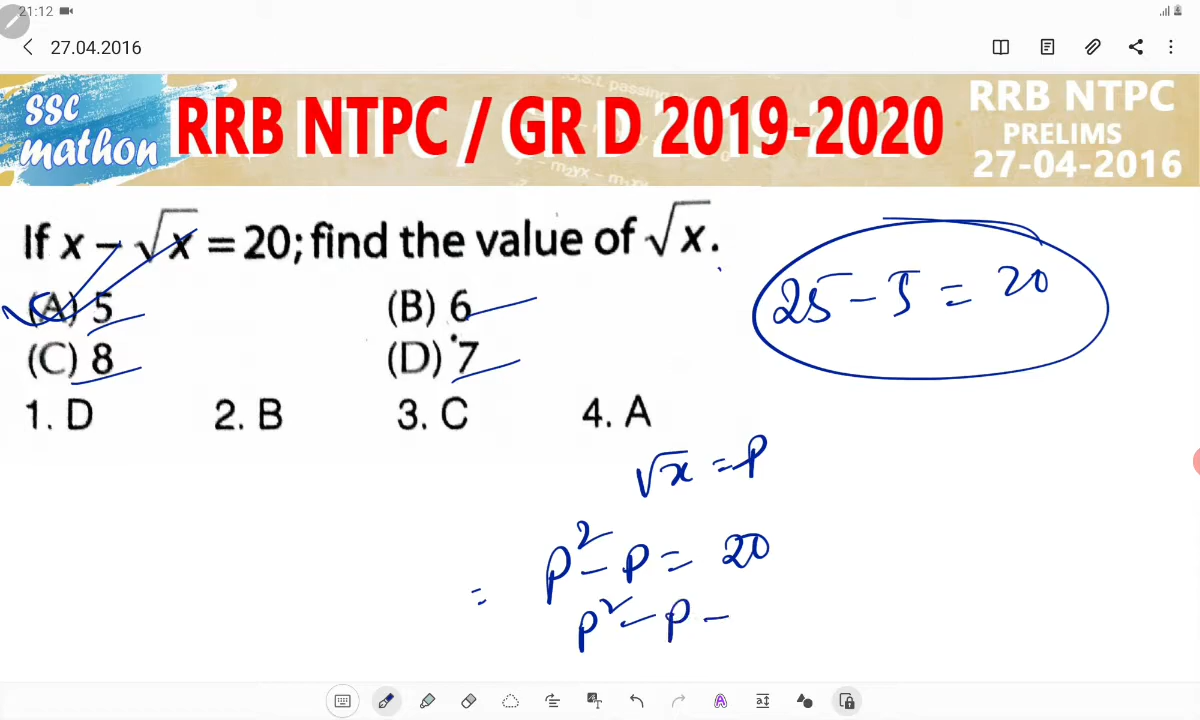 21:12
27.04.2016
SSC mathon
RRB NTPC / GR D 2019-2020
RRB NTPC
PRELIMS
27-04-2016
If x - √x = 20; find the value of √x.
(A) 5 (B) 6
(C) 8 (D) 7
1. D 2. B 3. C 4. A
25 - 5 = 20
√x = P
= P² - P = 20
P² - P -